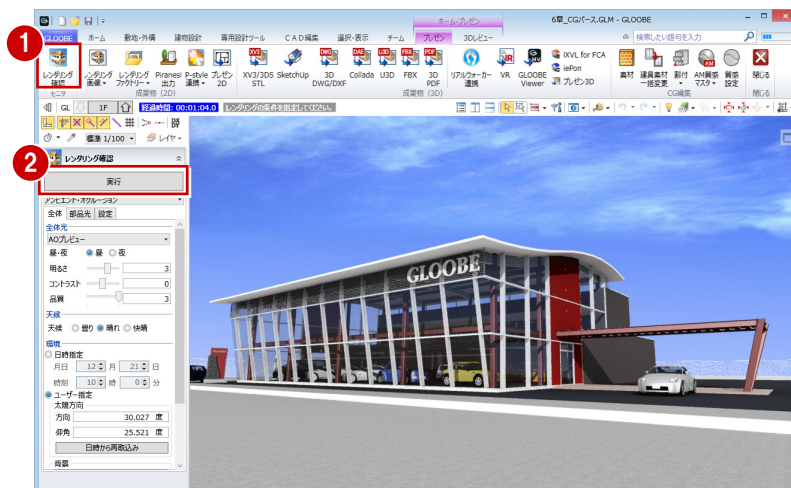 ホーム-プレゼン
6章_CG/パース.GLM - GLOOBE
1
GLOOBE ホーム 敷地・外構 建物設計 専用設計ツール CAD編集 選択・表示 チーム プレゼン 3Dビュー 検索したい語句を入力
レンダリング確認 レンダリング画像 レンダリングファクトリー Piranesi出力 P-style連携 プレゼン2D XV3/3DS STL SketchUp 3D DWG/DXF Collada U3D FBX 3D PDF リアルウォーカー連携 VR GLOOBE Viewer iXVL for FCA iePon プレゼン3D 素材 建具素材一括変更 刷付 AM質感マスタ 質感設定 閉じる
モニタ 成果物 (2D) 成果物 (3D) CG編集 閉じる
GL 1F 経過時間: 00:01:04.0 レンダリングの条件を指定してください。
標準 1/100 レイヤ
2
レンダリング確認
実行
アンビエント・オクルージョン
全体 部品光 設定
全体光
AOプレビュー
昼・夜 昼 夜
明るさ 3
コントラスト 0
品質 3
天候
天候 曇り 晴れ 快晴
環境
日時指定
月日 12 月 21 日
時刻 10 時 0 分
ユーザー指定
太陽方向
方向 30.027 度
仰角 25.521 度
日時から再取込み
背景
GLOOBE